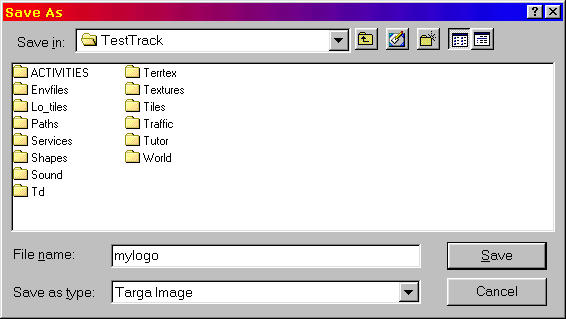 Save As
Save in: TestTrack
ACTIVITIES
Envfiles
Lo_tiles
Paths
Services
Shapes
Sound
Td
Terrtex
Textures
Tiles
Traffic
Tutor
World
File name: mylogo Save
Save as type: Targa Image Cancel